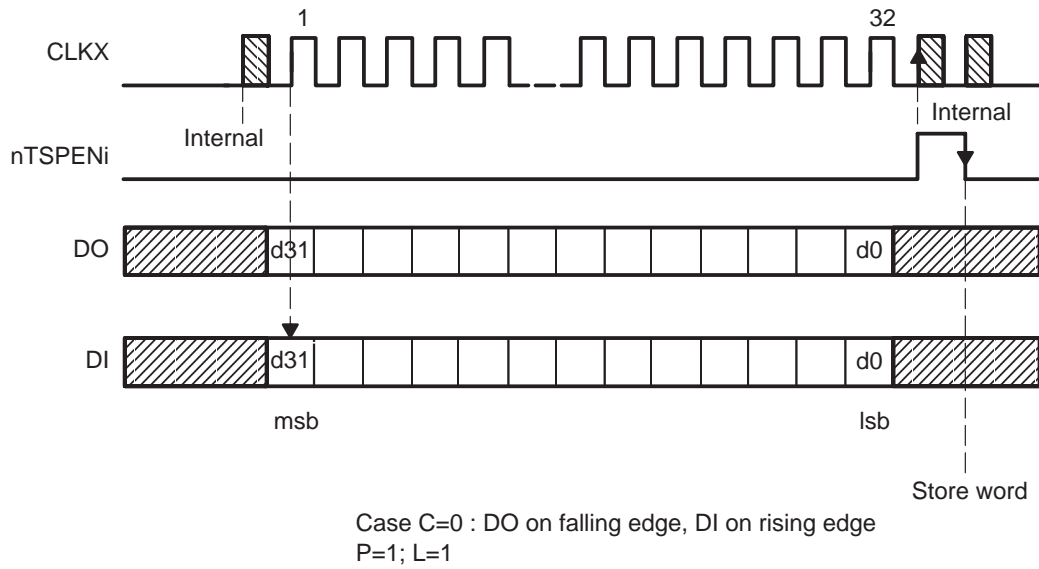 1 32
CLKX
Internal Internal
nTSPENi
DO d31 d0
DI d31 d0
msb lsb
Store word
Case C=0 : DO on falling edge, DI on rising edge
P=1; L=1